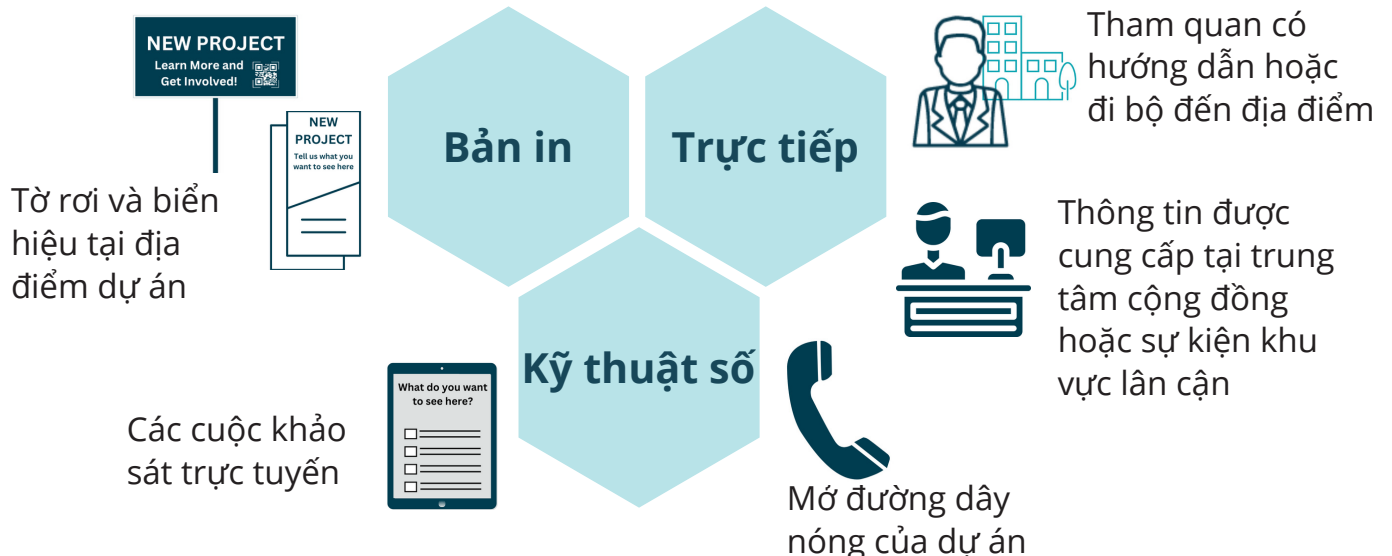 NEW PROJECT
Learn More and
Get Involved!
NEW
PROJECT
Tell us what you
want to see here
Tờ rơi và biển
hiệu tại địa
điểm dự án
Bản in
Trực tiếp
Kỹ thuật số
Tham quan có
hướng dẫn hoặc
đi bộ đến địa điểm
Thông tin được
cung cấp tại trung
tâm cộng đồng
hoặc sự kiện khu
vực lân cận
Các cuộc khảo
sát trực tuyến
What do you want
to see here?
Mớ đường dây
nóng của dự án